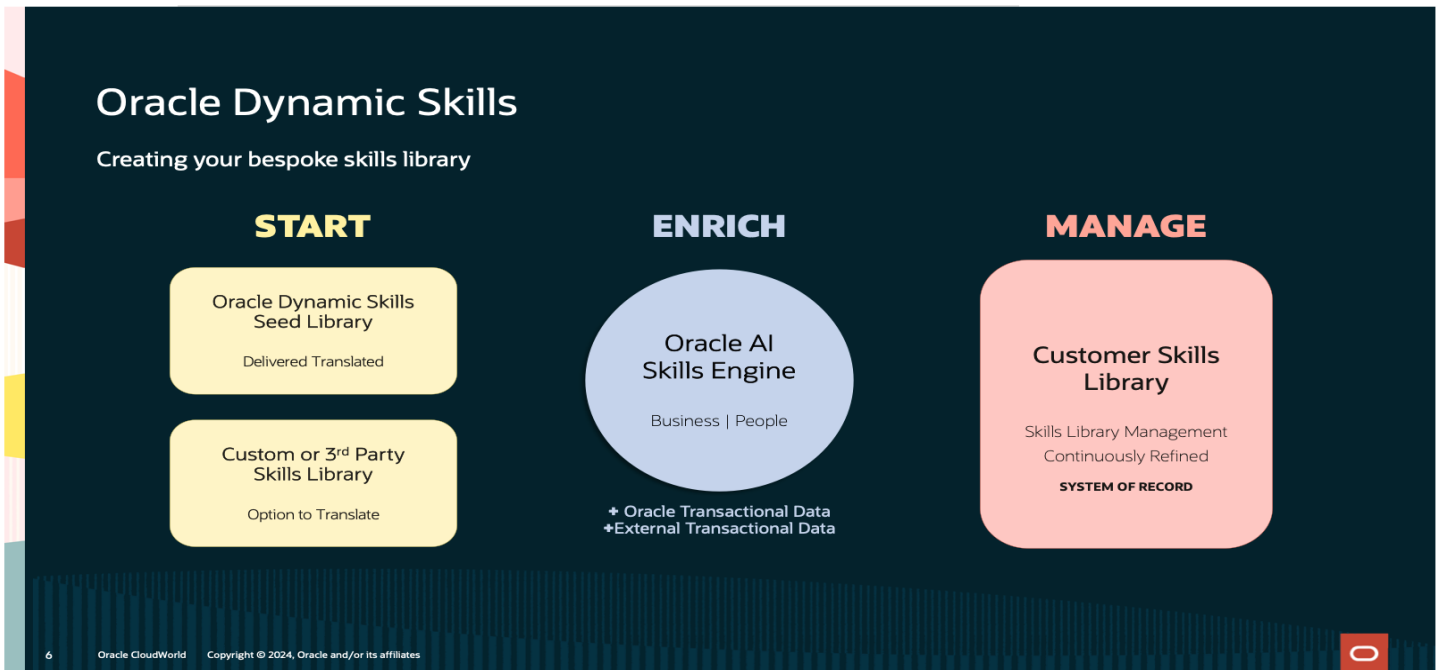 Oracle Dynamic Skills
Creating your bespoke skills library
START
Oracle Dynamic Skills
Seed Library
Delivered Translated
Custom or 3rd Party
Skills Library
Option to Translate
ENRICH
Oracle AI
Skills Engine
Business | People
+ Oracle Transactional Data
+External Transactional Data
MANAGE
Customer Skills
Library
Skills Library Management
Continuously Refined
SYSTEM OF RECORD
6 Oracle CloudWorld Copyright © 2024, Oracle and/or its affiliates